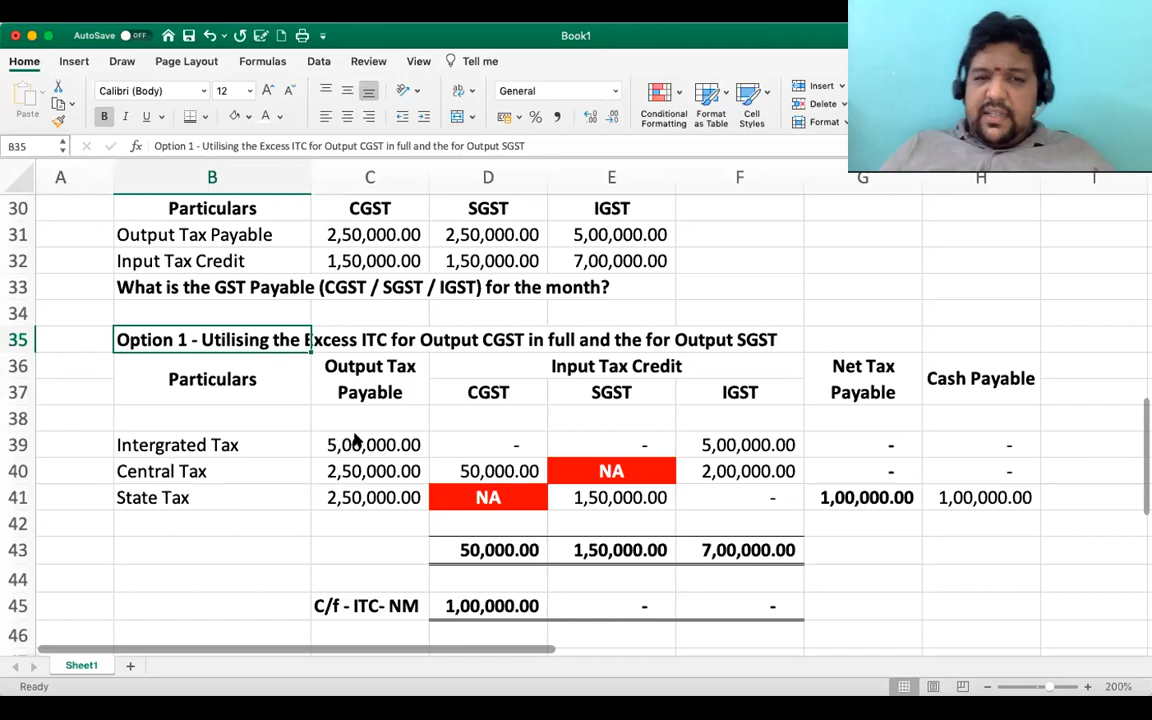 AutoSave OFF Book1
Home Insert Draw Page Layout Formulas Data Review View Tell me
Paste Calibri (Body) 12 A A General Conditional Formatting Format as Table Cell Styles Insert Delete Format
B I U A % 
B35 fx Option 1 - Utilising the Excess ITC for Output CGST in full and the for Output SGST
A B C D E F G H I
30 Particulars CGST SGST IGST
31 Output Tax Payable 2,50,000.00 2,50,000.00 5,00,000.00
32 Input Tax Credit 1,50,000.00 1,50,000.00 7,00,000.00
33 What is the GST Payable (CGST / SGST / IGST) for the month?
34
35 Option 1 - Utilising the Excess ITC for Output CGST in full and the for Output SGST
36 Particulars Output Tax Input Tax Credit Net Tax Cash Payable
37 Payable CGST SGST IGST Payable
38
39 Intergrated Tax 5,00,000.00 - - 5,00,000.00 - -
40 Central Tax 2,50,000.00 50,000.00 NA 2,00,000.00 - -
41 State Tax 2,50,000.00 NA 1,50,000.00 - 1,00,000.00 1,00,000.00
42
43 50,000.00 1,50,000.00 7,00,000.00
44
45 C/f - ITC- NM 1,00,000.00 - -
46
Sheet1 +
Ready - + 200%